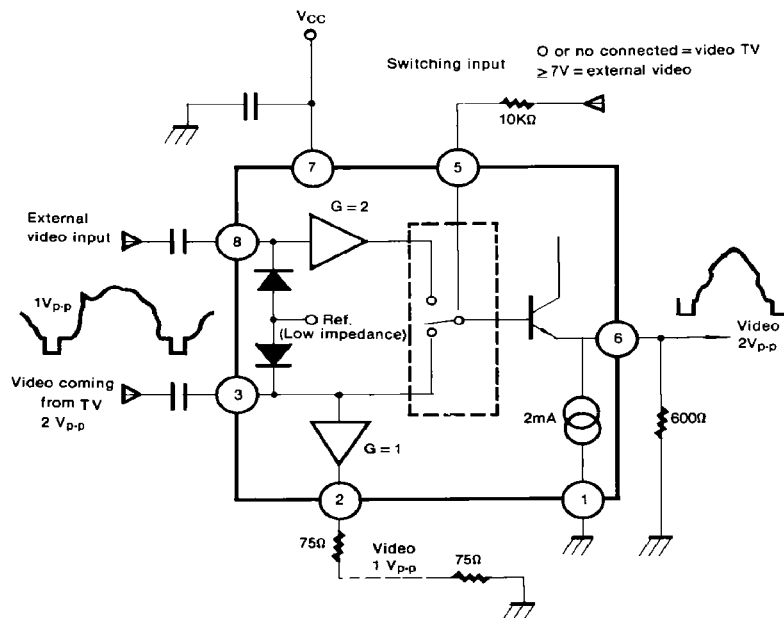 VCC
Switching input
O or no connected = video TV
≥ 7V = external video
10KΩ
7
5
External
video input
8
G = 2
1Vp-p
Ref.
(Low impedance)
6
Video
2Vp-p
Video coming
from TV
2 Vp-p
3
G = 1
2mA
600Ω
2
1
75Ω
Video
1 Vp-p
75Ω